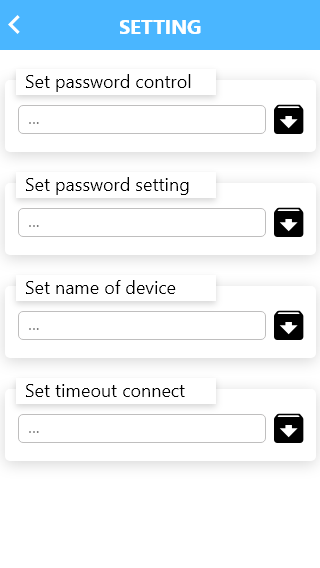 SETTING
Set password control
...
Set password setting
...
Set name of device
...
Set timeout connect
...